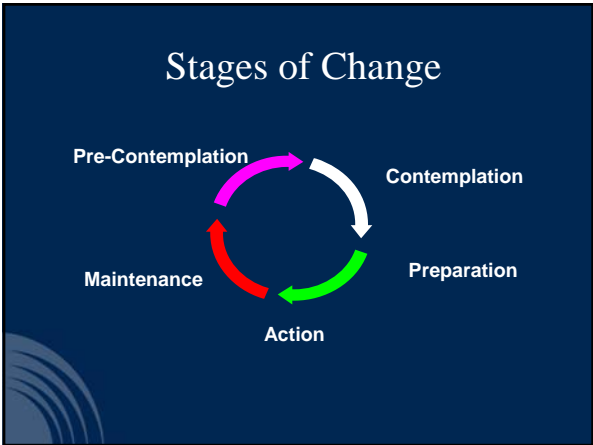 Stages of Change
Pre-Contemplation
Contemplation
Preparation
Action
Maintenance